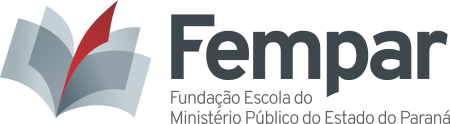 Fempar
Fundação Escola do
Ministério Público do Estado do Paraná